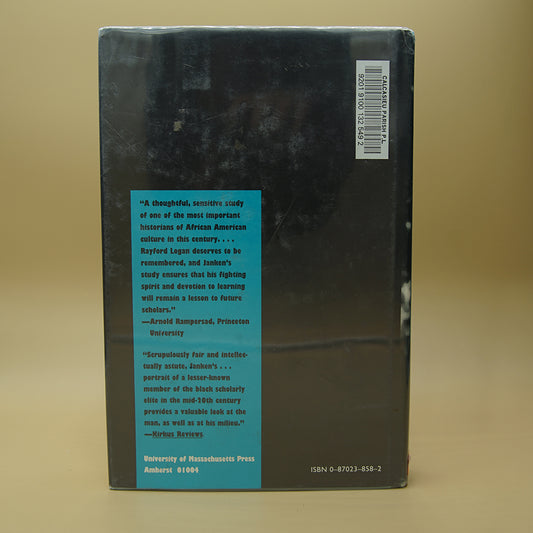 CALCASIEU PARISH P L
9201 9100 132 549 2
"A thoughtful, sensitive study
of one of the most important
historians of African American
culture in this century. . . .
Rayford Logan deserves to be
remembered, and Janken's
study ensures that his fighting
spirit and devotion to learning
will remain a lesson to future
scholars."
—Arnold Rampersad, Princeton
University
"Scrupulously fair and intellec-
tually astute, Janken's . . .
portrait of a lesser-known
member of the black scholarly
elite in the mid-20th century
provides a valuable look at the
man, as well as at his milieu."
—Kirkus Reviews
University of Massachusetts Press
Amherst 01004
ISBN 0-87023-858-2